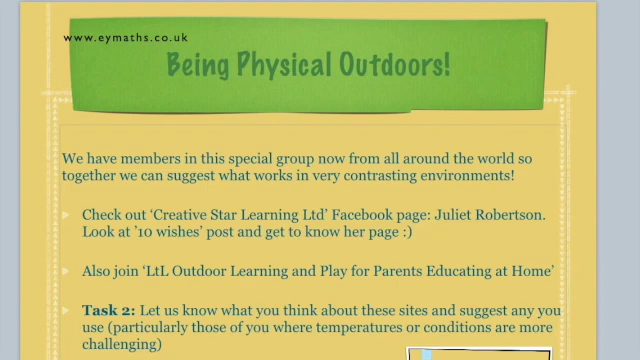 www.eymaths.co.uk
Being Physical Outdoors!
We have members in this special group now from all around the world so
together we can suggest what works in very contrasting environments!
Check out ‘Creative Star Learning Ltd’ Facebook page: Juliet Robertson.
Look at ’10 wishes’ post and get to know her page :)
Also join ‘LtL Outdoor Learning and Play for Parents Educating at Home’
Task 2: Let us know what you think about these sites and suggest any you
use (particularly those of you where temperatures or conditions are more
challenging)